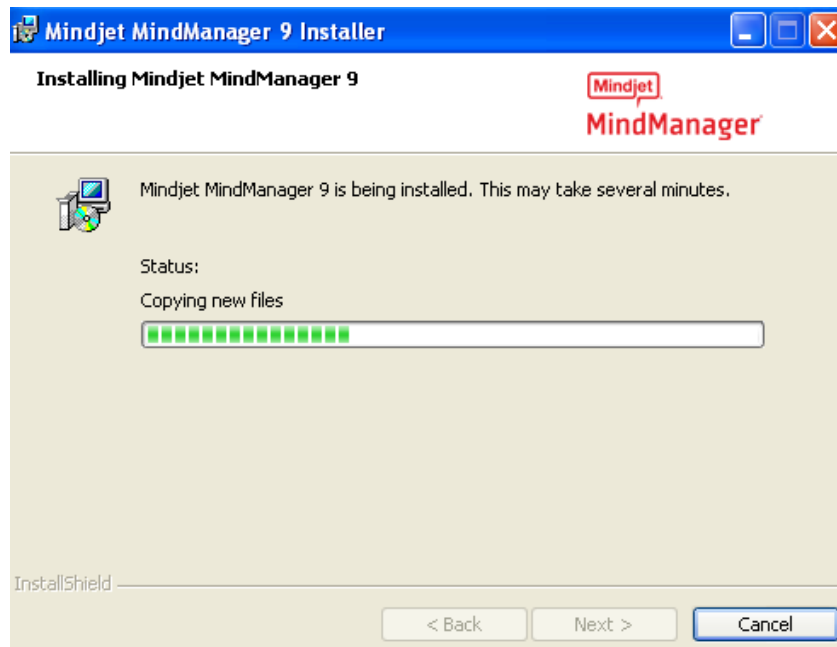 Mindjet MindManager 9 Installer
Installing Mindjet MindManager 9
Mindjet
MindManager
Mindjet MindManager 9 is being installed. This may take several minutes.
Status:
Copying new files
InstallShield
< Back
Next >
Cancel